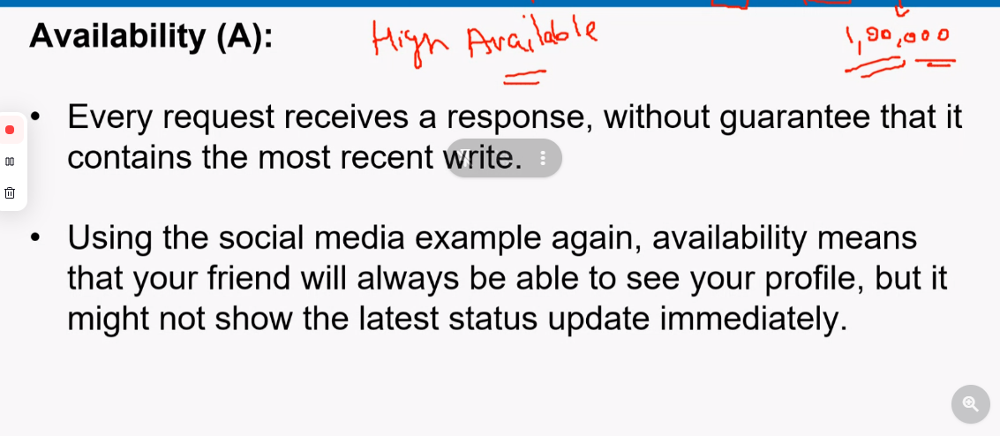 Availability (A): High Available 1,00,000
• Every request receives a response, without guarantee that it
contains the most recent write.
• Using the social media example again, availability means
that your friend will always be able to see your profile, but it
might not show the latest status update immediately.